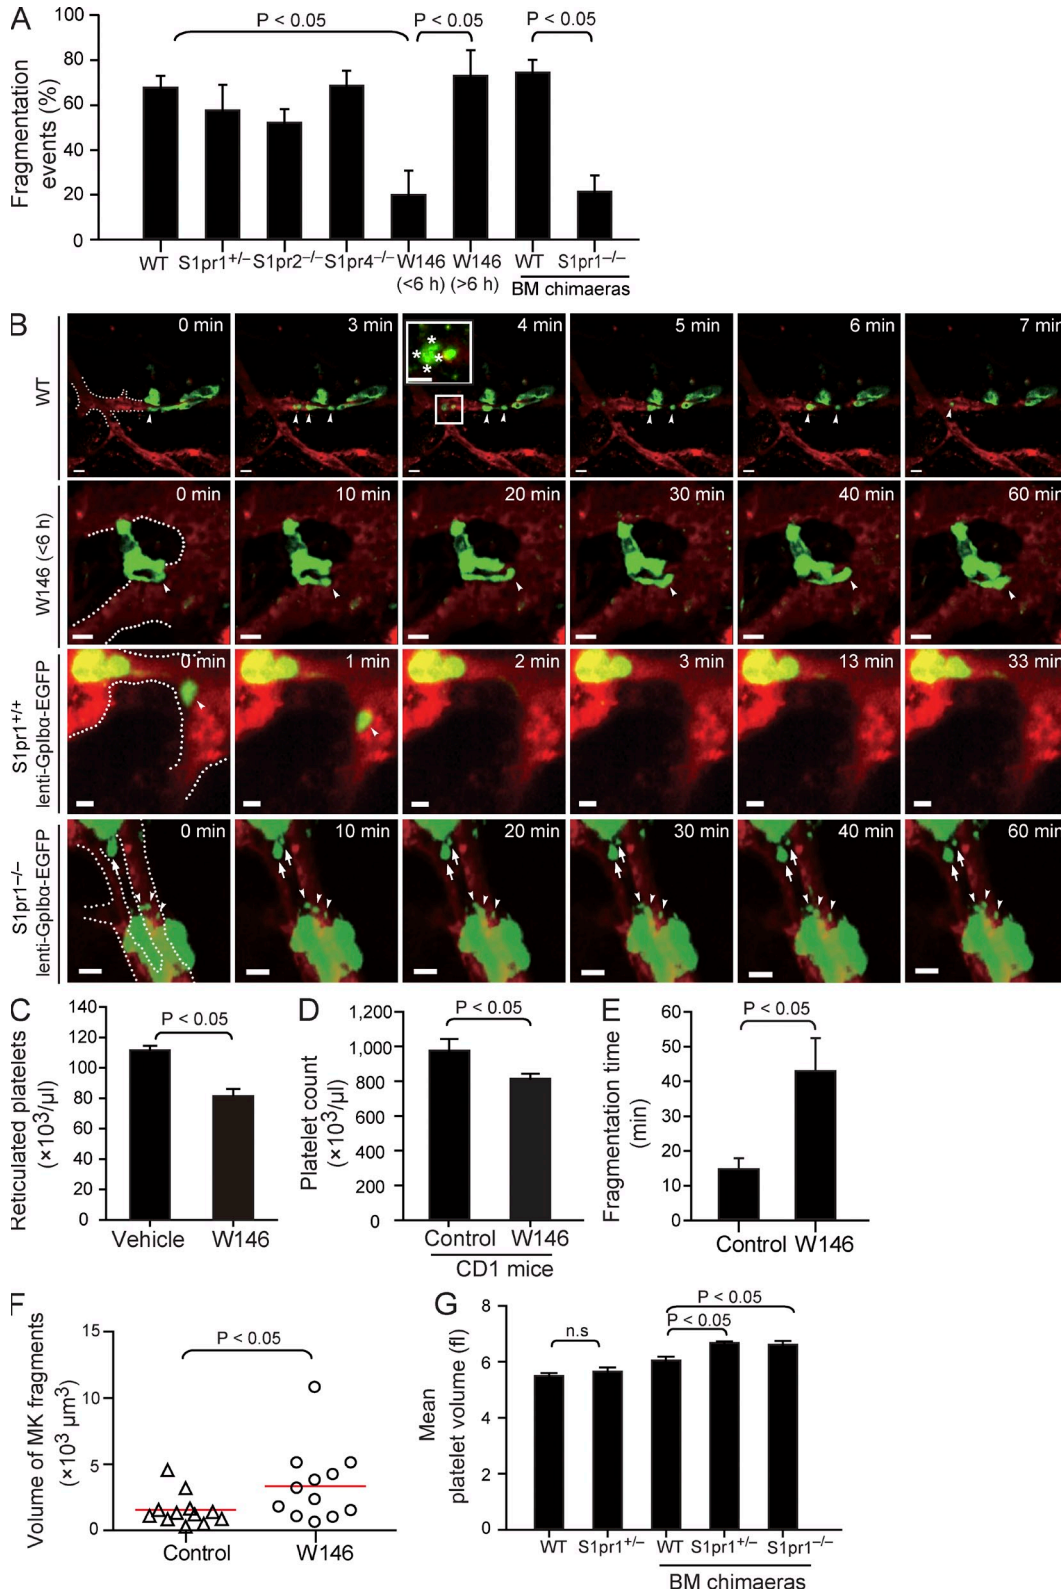 A
Fragmentation
events (%)
100
80
60
40
20
0
P < 0.05
P < 0.05
P < 0.05
WT
S1pr1+/–
S1pr2–/–
S1pr4–/–
W146
(<6 h)
W146
(>6 h)
WT
S1pr1–/–
BM chimaeras
B
WT
0 min
3 min
4 min
5 min
6 min
7 min
W146 (<6 h)
0 min
10 min
20 min
30 min
40 min
60 min
S1pr1+/+
lenti-GpIbα-EGFP
0 min
1 min
2 min
3 min
13 min
33 min
S1pr1–/–
lenti-GpIbα-EGFP
0 min
10 min
20 min
30 min
40 min
60 min
C
Reticulated platelets
(×10³/µl)
140
120
100
80
60
40
20
0
P < 0.05
Vehicle
W146
D
Platelet count
(×10³/µl)
1,200
1,000
800
600
400
200
0
P < 0.05
Control
W146
CD1 mice
E
Fragmentation time
(min)
60
50
40
30
20
10
0
P < 0.05
Control
W146
F
Volume of MK fragments
(×10³ µm³)
15
10
5
0
P < 0.05
Control
W146
G
Mean
platelet volume (fl)
8
6
4
2
0
n.s
P < 0.05
P < 0.05
WT
S1pr1+/–
WT
S1pr1+/–
S1pr1–/–
BM chimaeras